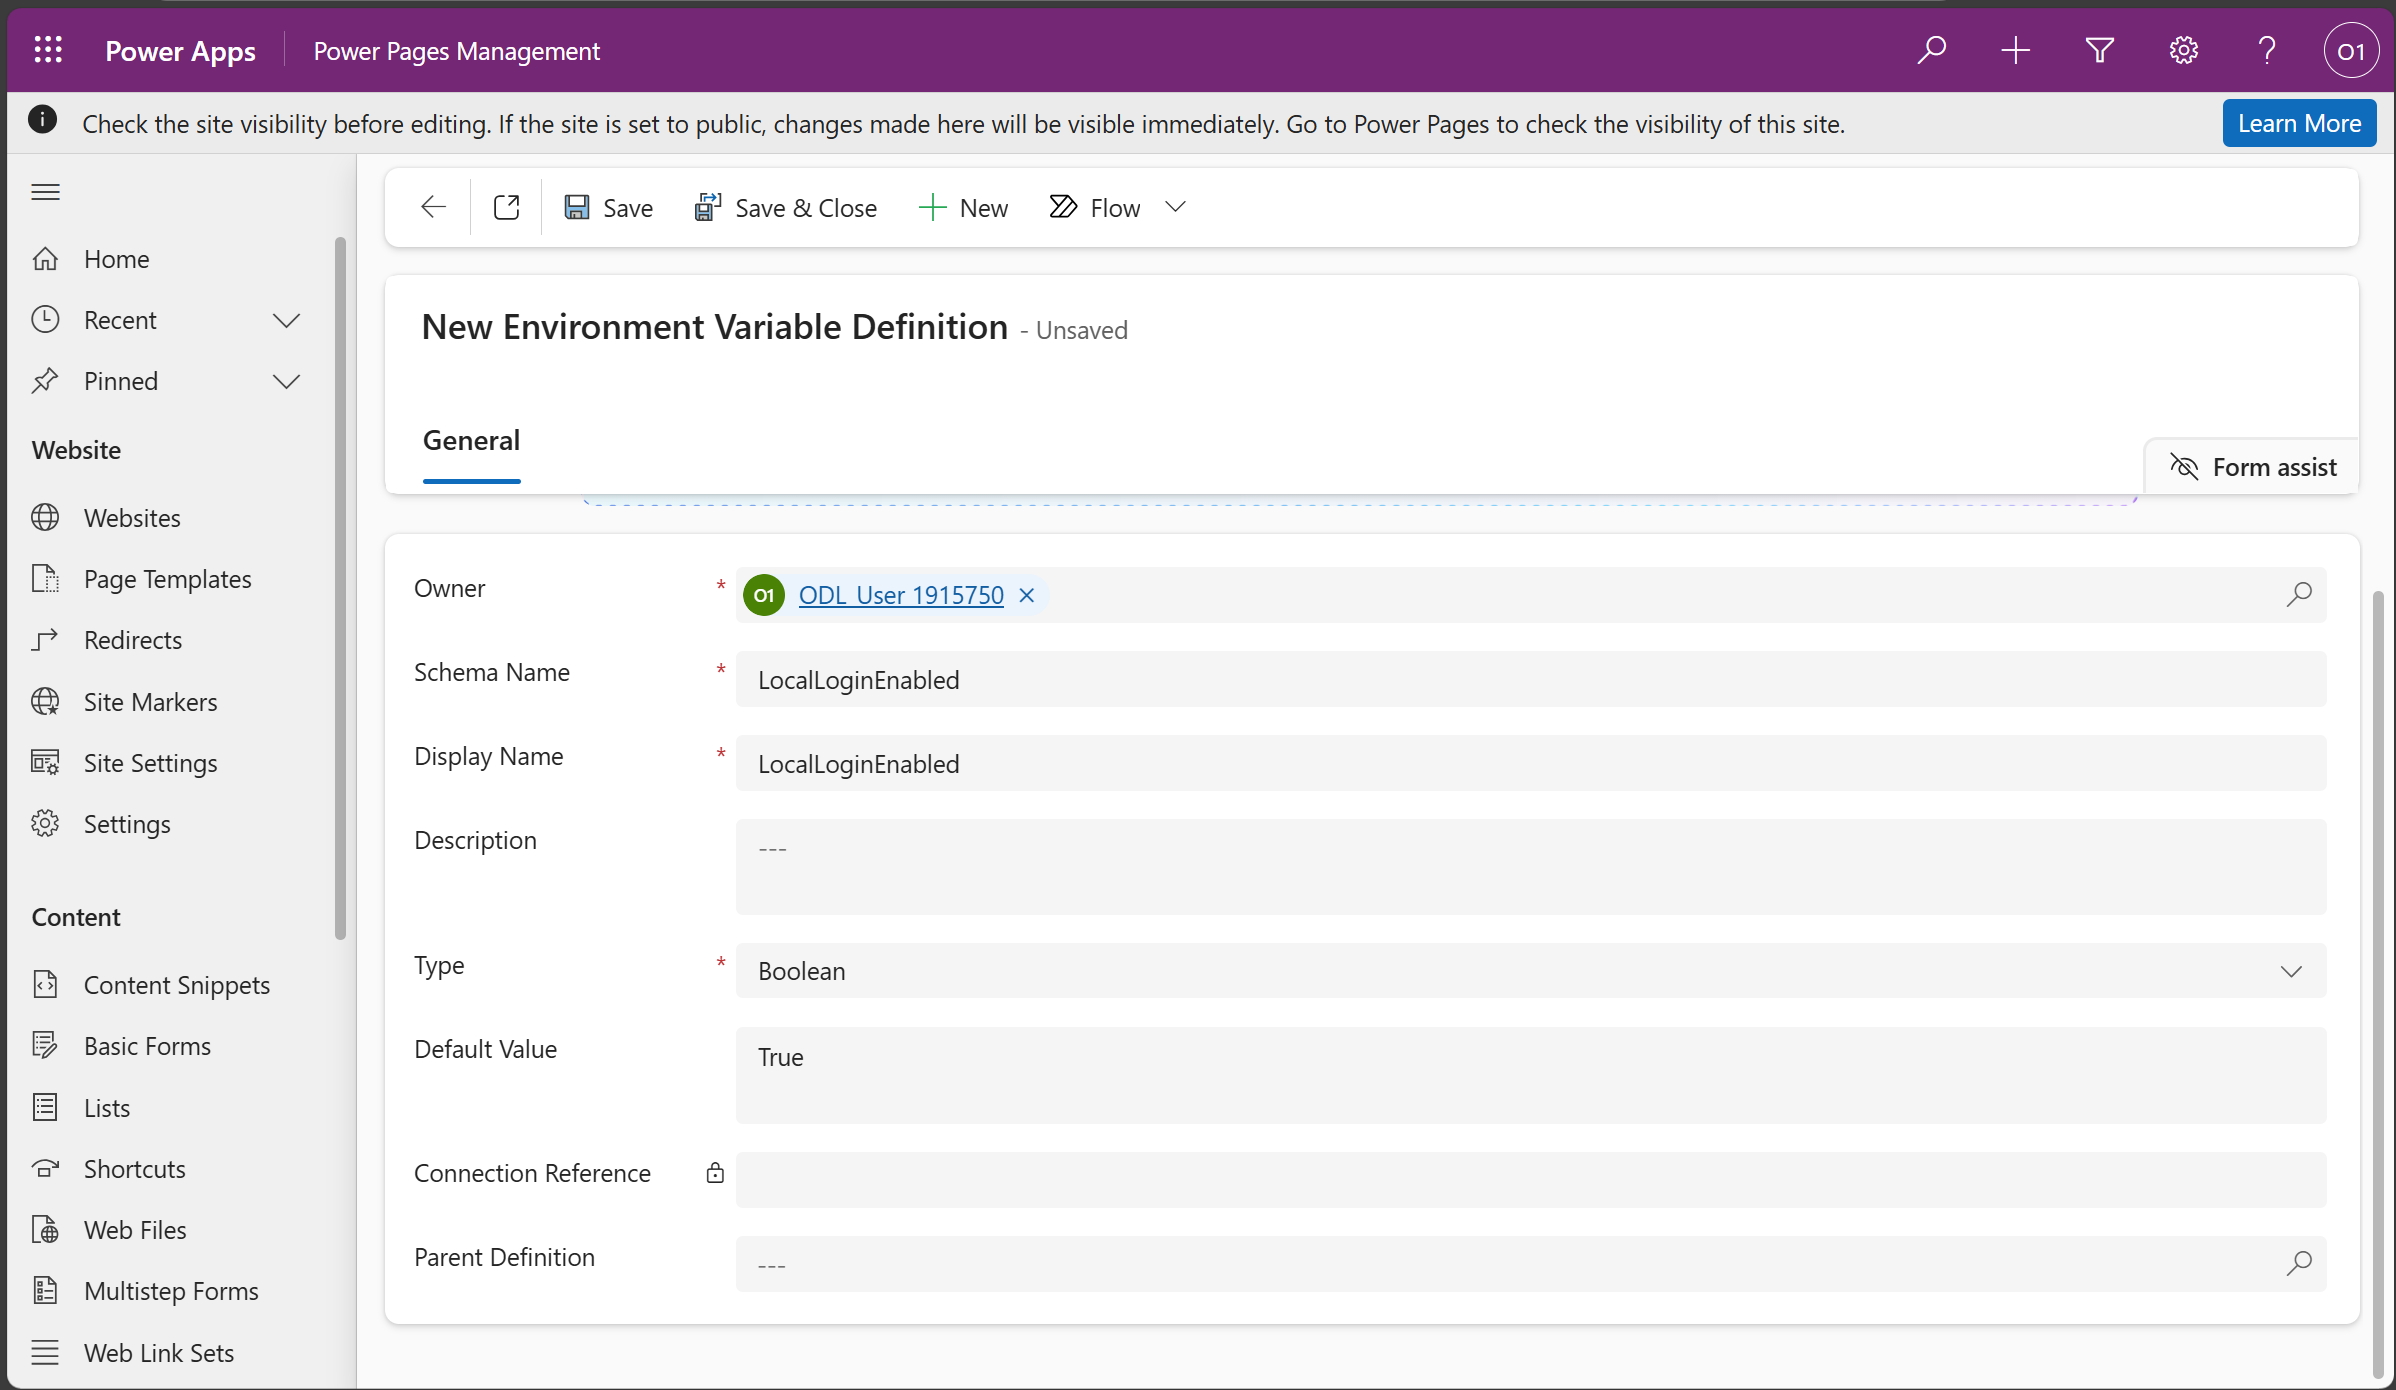 Power Apps
Power Pages Management
O1
Check the site visibility before editing. If the site is set to public, changes made here will be visible immediately. Go to Power Pages to check the visibility of this site.
Learn More
Save
Save & Close
New
Flow
Home
Recent
Pinned
Website
Websites
Page Templates
Redirects
Site Markers
Site Settings
Settings
Content
Content Snippets
Basic Forms
Lists
Shortcuts
Web Files
Multistep Forms
Web Link Sets
New Environment Variable Definition - Unsaved
General
Form assist
Owner * O1 ODL_User 1915750
Schema Name * LocalLoginEnabled
Display Name * LocalLoginEnabled
Description ---
Type * Boolean
Default Value True
Connection Reference
Parent Definition ---